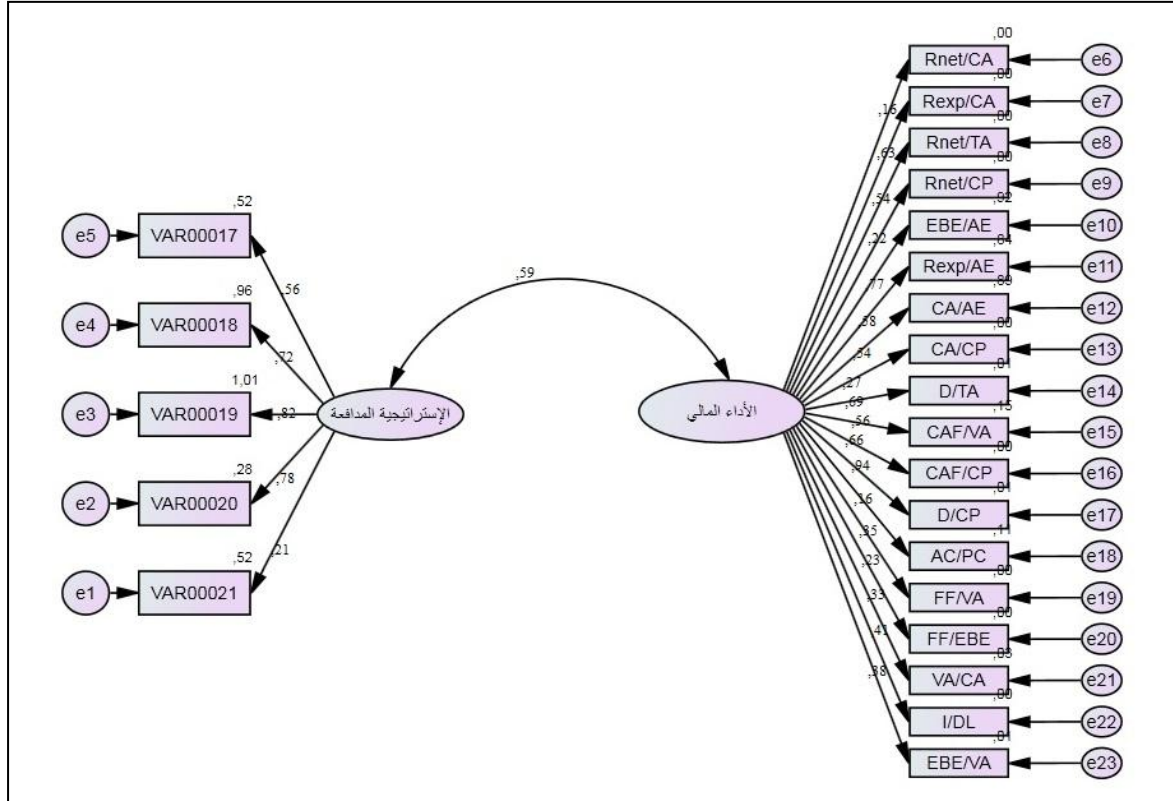 ,52
e5
VAR00017
,56
,96
e4
VAR00018
,72
1,01
e3
VAR00019
,82
الإستراتيجية المدافعة
,28
e2
VAR00020
,78
,52
e1
VAR00021
,21
,59
الأداء المالي
,16
,63
,54
,22
,77
,58
,54
,27
,69
,56
,66
,94
,16
,35
,23
,33
,41
,38
,00
Rnet/CA
e6
Rexp/CA
e7
,00
Rnet/TA
e8
,00
Rnet/CP
e9
,92
EBE/AE
e10
Rexp/AE
e11
CA/AE
e12
,00
CA/CP
e13
,01
D/TA
e14
,15
CAF/VA
e15
,00
CAF/CP
e16
,01
D/CP
e17
,11
AC/PC
e18
,00
FF/VA
e19
,00
FF/EBE
e20
,03
VA/CA
e21
I/DL
e22
,01
EBE/VA
e23